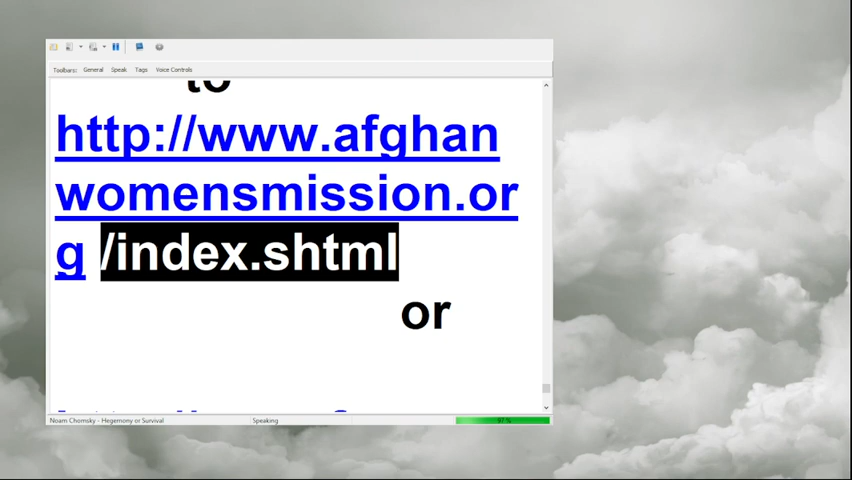 Toolbars: General Speak Tags Voice Controls
to
http://www.afghan
womensmission.or
g /index.shtml
or
Noam Chomsky - Hegemony or Survival Speaking 97 %